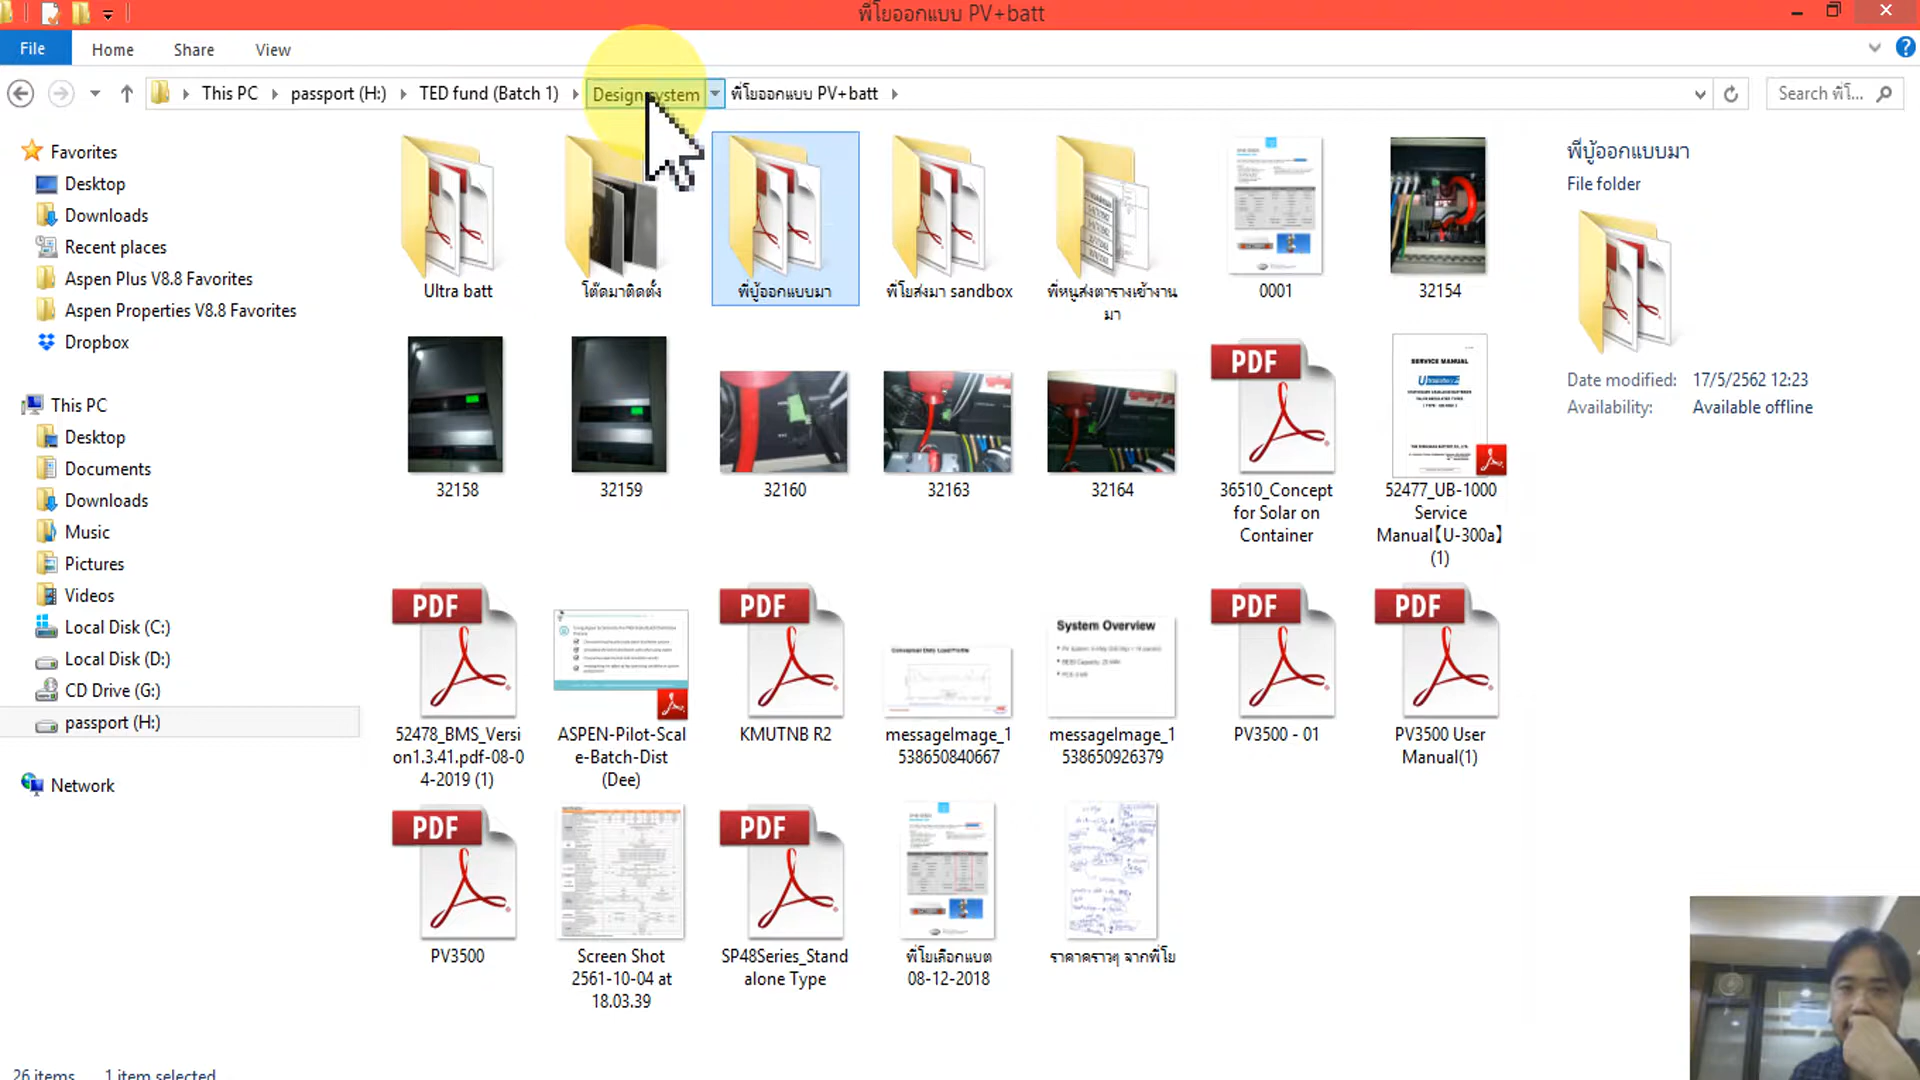 พี่โยออกแบบ PV+batt
File Home Share View
This PC passport (H:) TED fund (Batch 1) Design system พี่โยออกแบบ PV+batt
Search พี่โ...
Favorites
Desktop
Downloads
Recent places
Aspen Plus V8.8 Favorites
Aspen Properties V8.8 Favorites
Dropbox
This PC
Desktop
Documents
Downloads
Music
Pictures
Videos
Local Disk (C:)
Local Disk (D:)
CD Drive (G:)
passport (H:)
Network
Ultra batt
โต๊ดมาติดตั้ง
พี่บู้ออกแบบมา
พี่โยส่งมา sandbox
พี่หนูส่งตารางเข้างาน
มา
0001
32154
32158
32159
32160
32163
32164
PDF
36510_Concept
for Solar on
Container
SERVICE MANUAL
52477_UB-1000
Service
Manual【U-300a】
(1)
PDF
52478_BMS_Versi
on1.3.41.pdf-08-0
4-2019 (1)
ASPEN-Pilot-Scal
e-Batch-Dist
(Dee)
PDF
KMUTNB R2
messageImage_1
538650840667
System Overview
messageImage_1
538650926379
PDF
PV3500 - 01
PDF
PV3500 User
Manual(1)
PDF
PV3500
Screen Shot
2561-10-04 at
18.03.39
PDF
SP48Series_Stand
alone Type
พี่โยเลือกแบต
08-12-2018
ราคาคราวๆ จากพี่โย
พี่บู้ออกแบบมา
File folder
Date modified: 17/5/2562 12:23
Availability: Available offline
26 items 1 item selected